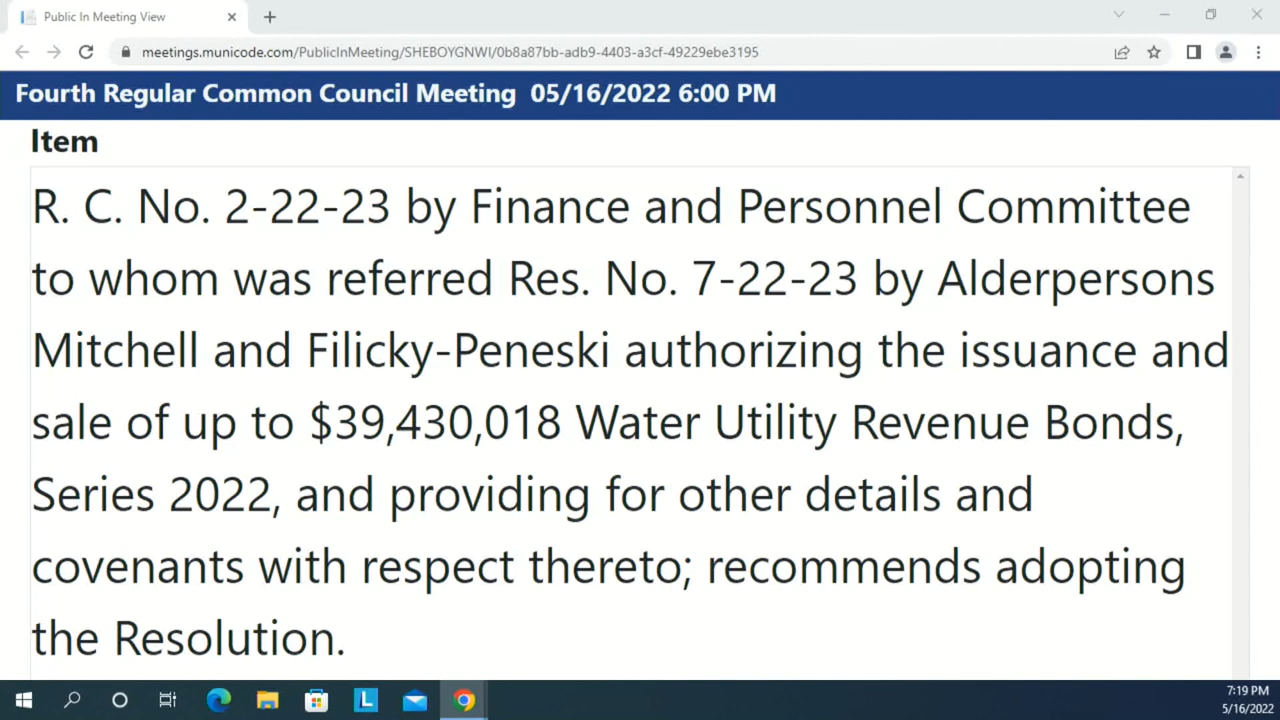 Public In Meeting View
meetings.municode.com/PublicInMeeting/SHEBOYGNWI/0b8a87bb-adb9-4403-a3cf-49229ebe3195
Fourth Regular Common Council Meeting 05/16/2022 6:00 PM
Item
R. C. No. 2-22-23 by Finance and Personnel Committee
to whom was referred Res. No. 7-22-23 by Alderpersons
Mitchell and Filicky-Peneski authorizing the issuance and
sale of up to $39,430,018 Water Utility Revenue Bonds,
Series 2022, and providing for other details and
covenants with respect thereto; recommends adopting
the Resolution.
L
7:19 PM
5/16/2022